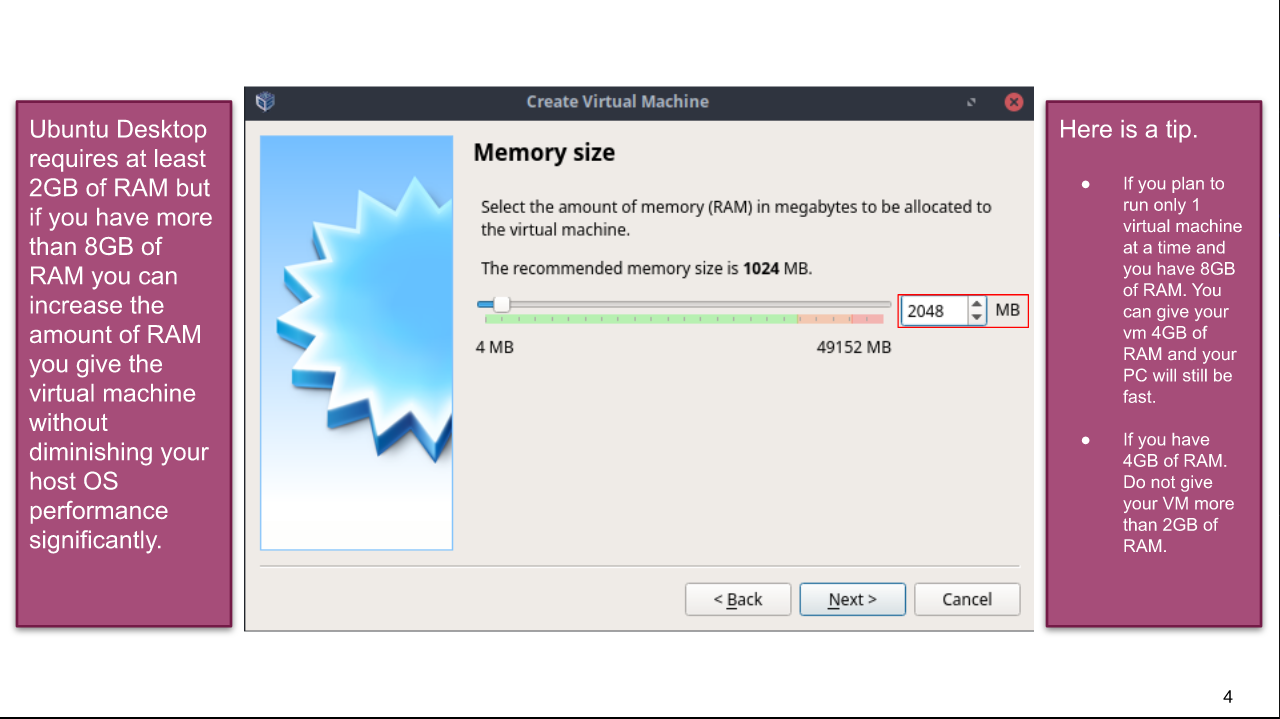 Ubuntu Desktop
requires at least
2GB of RAM but
if you have more
than 8GB of
RAM you can
increase the
amount of RAM
you give the
virtual machine
without
diminishing your
host OS
performance
significantly.
Create Virtual Machine
Memory size
Select the amount of memory (RAM) in megabytes to be allocated to
the virtual machine.
The recommended memory size is 1024 MB.
2048 MB
4 MB 49152 MB
< Back Next > Cancel
Here is a tip.
● If you plan to
run only 1
virtual machine
at a time and
you have 8GB
of RAM. You
can give your
vm 4GB of
RAM and your
PC will still be
fast.
● If you have
4GB of RAM.
Do not give
your VM more
than 2GB of
RAM.
4